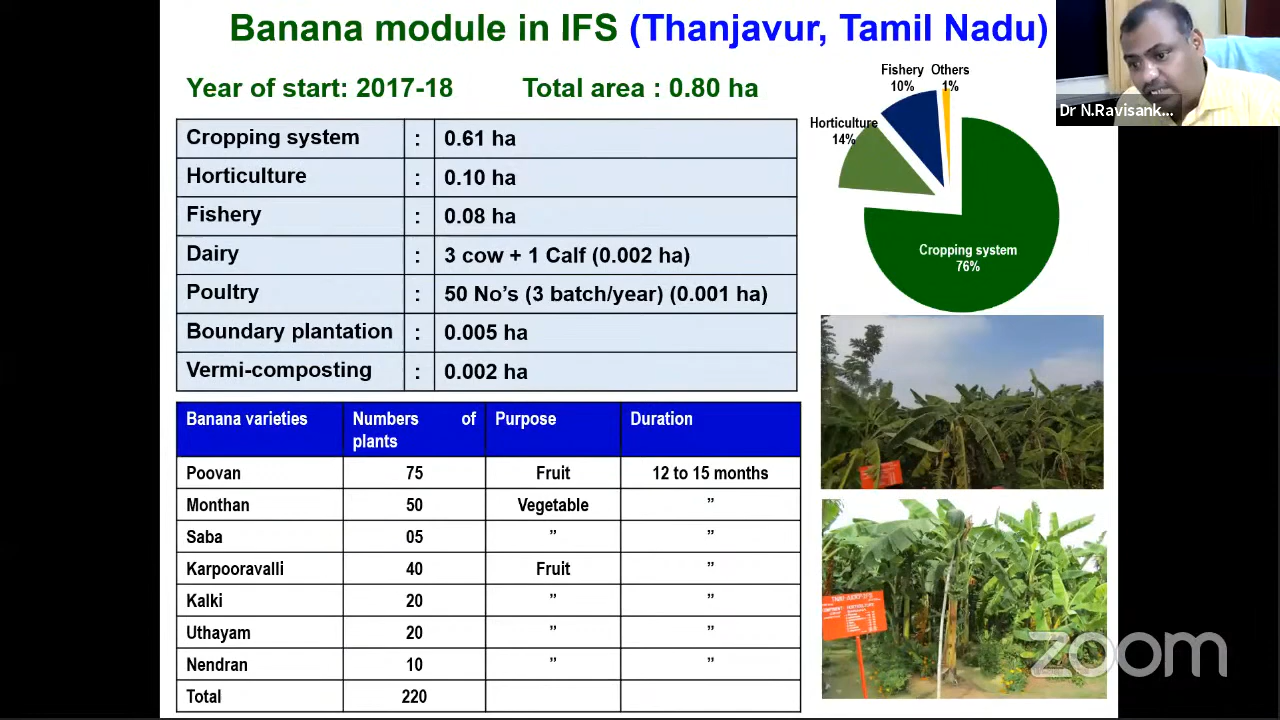 Banana module in IFS (Thanjavur, Tamil Nadu)
Year of start: 2017-18 Total area : 0.80 ha
Cropping system : 0.61 ha
Horticulture : 0.10 ha
Fishery : 0.08 ha
Dairy : 3 cow + 1 Calf (0.002 ha)
Poultry : 50 No’s (3 batch/year) (0.001 ha)
Boundary plantation : 0.005 ha
Vermi-composting : 0.002 ha
Banana varieties Numbers of plants Purpose Duration
Poovan 75 Fruit 12 to 15 months
Monthan 50 Vegetable ”
Saba 05 ” ”
Karpooravalli 40 Fruit ”
Kalki 20 ” ”
Uthayam 20 ” ”
Nendran 10 ” ”
Total 220
Fishery
10%
Others
1%
Horticulture
14%
Cropping system
76%
Dr N.Ravisank...
zoom